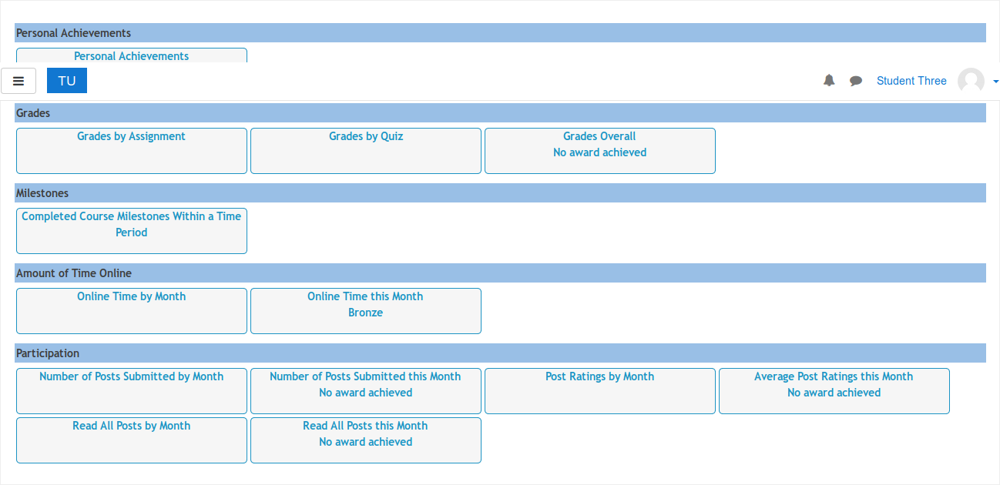 Personal Achievements
Personal Achievements
TU
Student Three
Grades
Grades by Assignment
Grades by Quiz
Grades Overall
No award achieved
Milestones
Completed Course Milestones Within a Time
Period
Amount of Time Online
Online Time by Month
Online Time this Month
Bronze
Participation
Number of Posts Submitted by Month
Number of Posts Submitted this Month
No award achieved
Post Ratings by Month
Average Post Ratings this Month
No award achieved
Read All Posts by Month
Read All Posts this Month
No award achieved